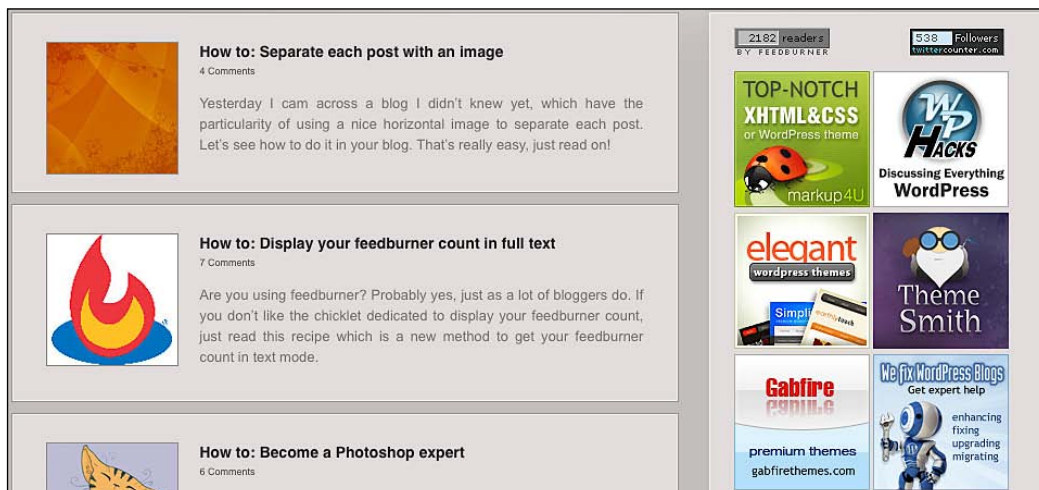 How to: Separate each post with an image
4 Comments
Yesterday I cam across a blog I didn't knew yet, which have the
particularity of using a nice horizontal image to separate each post.
Let's see how to do it in your blog. That's really easy, just read on!
How to: Display your feedburner count in full text
7 Comments
Are you using feedburner? Probably yes, just as a lot of bloggers do. If
you don't like the chicklet dedicated to display your feedburner count,
just read this recipe which is a new method to get your feedburner
count in text mode.
How to: Become a Photoshop expert
6 Comments
2182 readers
BY FEEDBURNER
538 Followers
twittercounter.com
TOP-NOTCH
XHTML&CSS
or WordPress theme
markup4U
WP
HACKS
Discussing Everything
WordPress
elegant
wordpress themes
Simpli
earthlytouch
Theme
Smith
Gabfire
premium themes
gabfirethemes.com
We fix WordPress Blogs
Get expert help
enhancing
fixing
upgrading
migrating